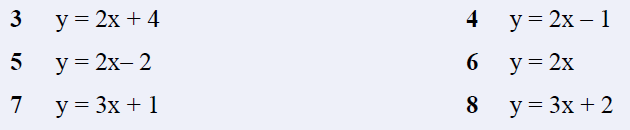 3 y = 2x + 4 4 y = 2x – 1
5 y = 2x– 2 6 y = 2x
7 y = 3x + 1 8 y = 3x + 2